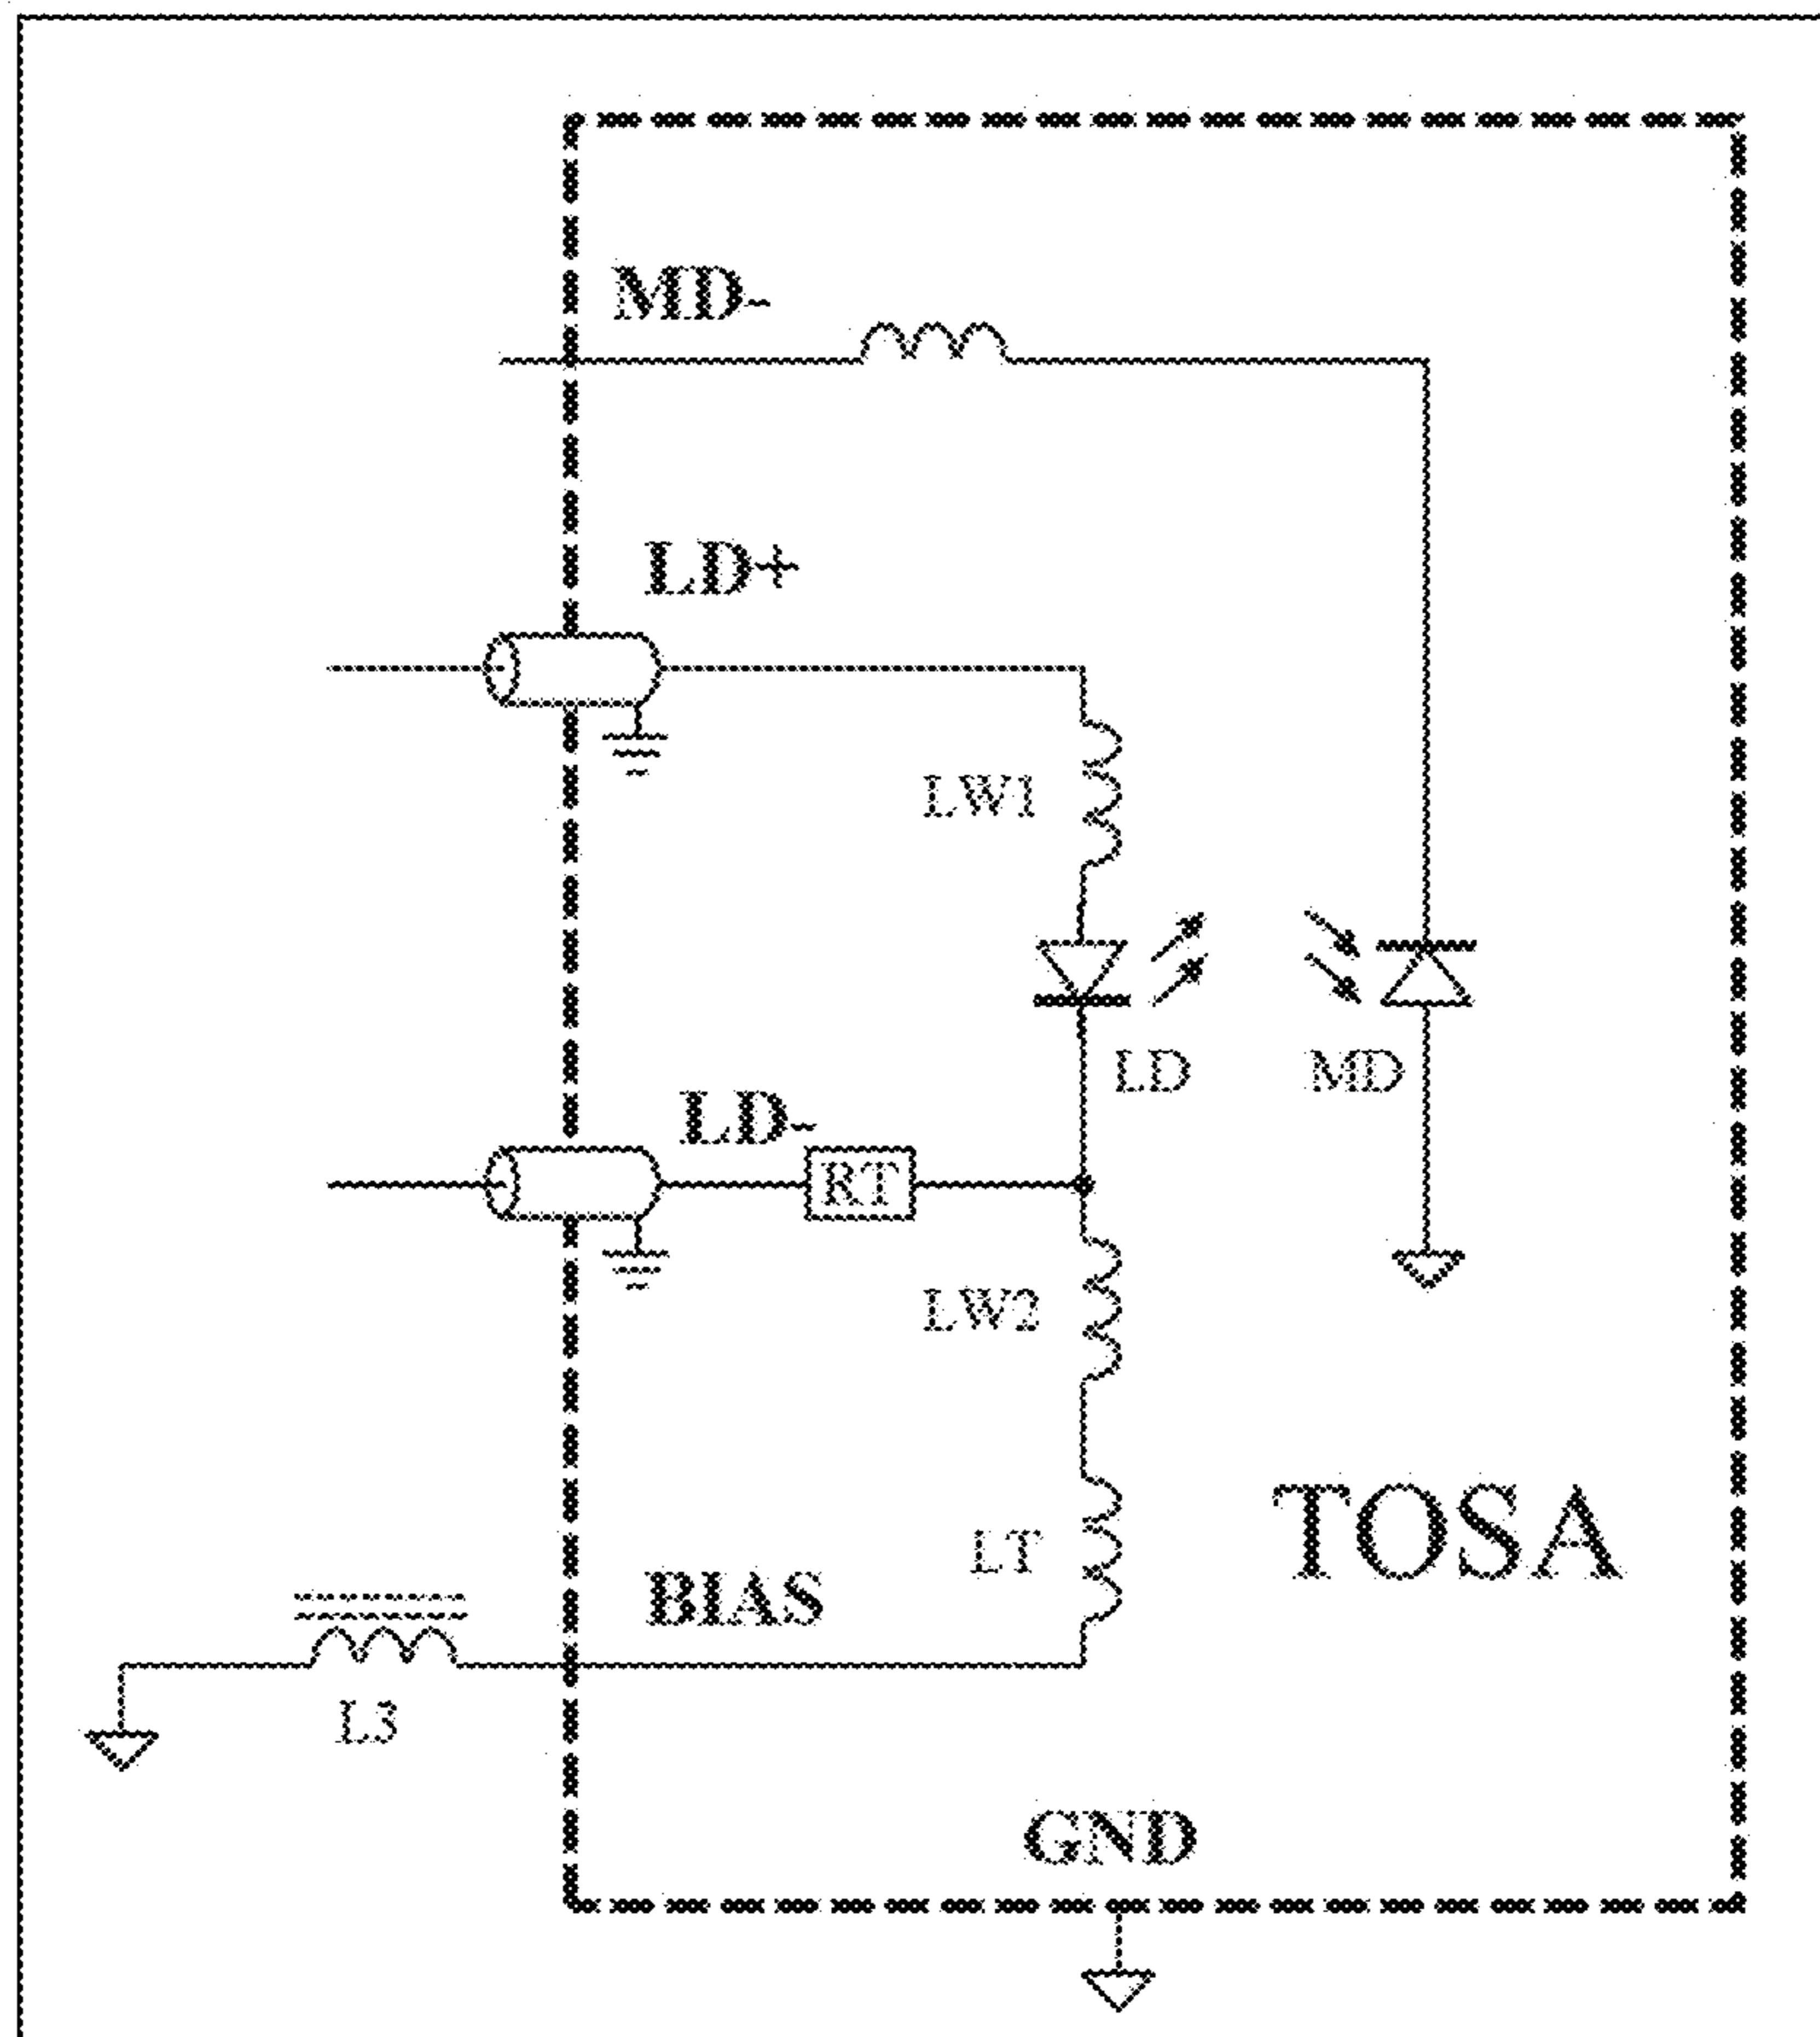 MD-
LD+
LW1
LD
MD
LD-
RT
LW2
TOSA
LT
BIAS
L3
GND